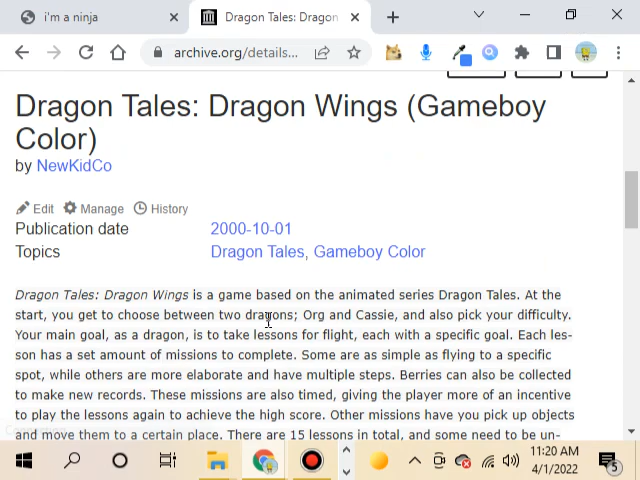 i'm a ninja
Dragon Tales: Dragon
archive.org/details...
Dragon Tales: Dragon Wings (Gameboy
Color)
by NewKidCo
Edit Manage History
Publication date 2000-10-01
Topics Dragon Tales, Gameboy Color
Dragon Tales: Dragon Wings is a game based on the animated series Dragon Tales. At the
start, you get to choose between two dragons; Org and Cassie, and also pick your difficulty.
Your main goal, as a dragon, is to take lessons for flight, each with a specific goal. Each les-
son has a set amount of missions to complete. Some are as simple as flying to a specific
spot, while others are more elaborate and have multiple steps. Berries can also be collected
to make new records. These missions are also timed, giving the player more of an incentive
to play the lessons again to achieve the high score. Other missions have you pick up objects
and move them to a certain place. There are 15 lessons in total, and some need to be un-
11:20 AM
4/1/2022
5